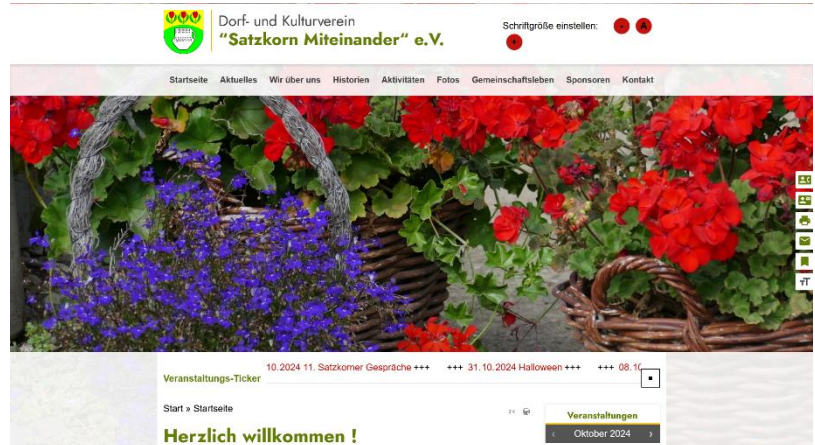 Dorf- und Kulturverein
"Satzkorn Miteinander" e.V.
Schriftgröße einstellen: - A
+
Startseite Aktuelles Wir über uns Historien Aktivitäten Fotos Gemeinschaftsleben Sponsoren Kontakt
Veranstaltungs-Ticker
10.2024 11. Satzkorner Gespräche +++ +++ 31.10.2024 Halloween +++ +++ 08.1
Start » Startseite
Veranstaltungen
Herzlich willkommen !
‹ Oktober 2024 ›